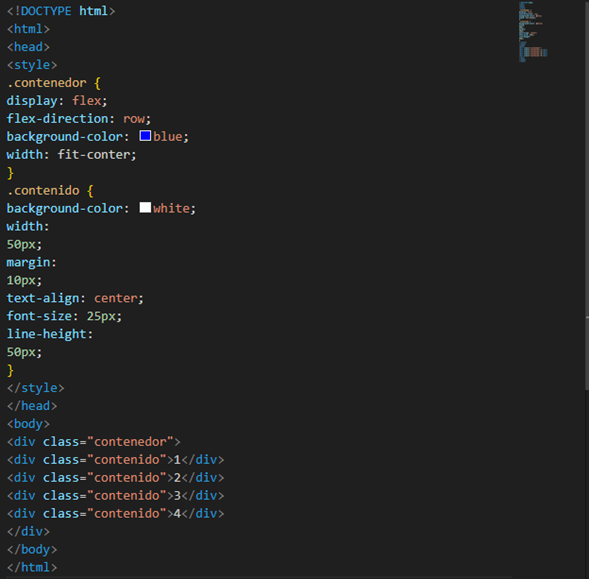 <!DOCTYPE html>
<html>
<head>
<style>
.contenedor {
display: flex;
flex-direction: row;
background-color: blue;
width: fit-conter;
}
.contenido {
background-color: white;
width:
50px;
margin:
10px;
text-align: center;
font-size: 25px;
line-height:
50px;
}
</style>
</head>
<body>
<div class="contenedor">
<div class="contenido">1</div>
<div class="contenido">2</div>
<div class="contenido">3</div>
<div class="contenido">4</div>
</div>
</body>
</html>